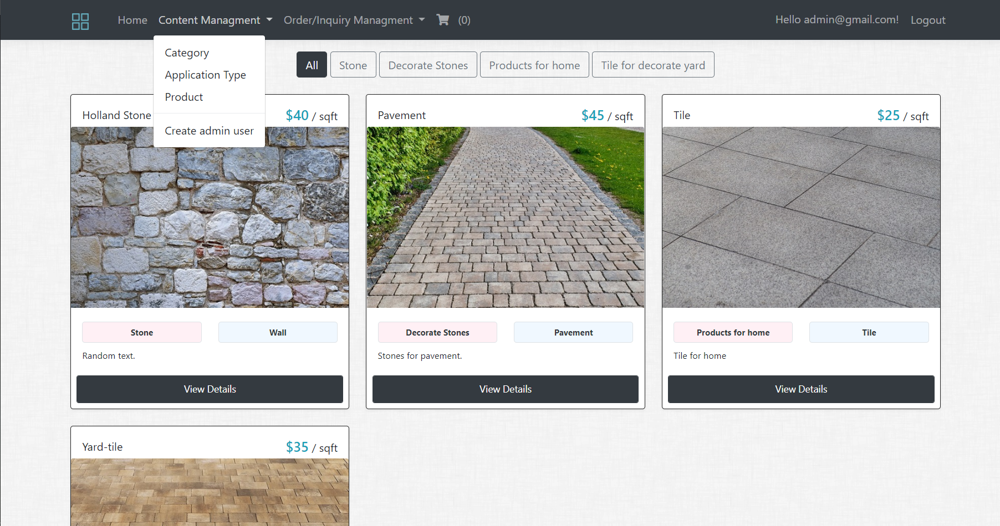 Home Content Managment Order/Inquiry Managment (0) Hello admin@gmail.com! Logout
Category
Application Type
Product
Create admin user
All Stone Decorate Stones Products for home Tile for decorate yard
Holland Stone $40 / sqft
Pavement $45 / sqft
Tile $25 / sqft
Stone Wall
Decorate Stones Pavement
Products for home Tile
Random text.
Stones for pavement.
Tile for home
View Details
View Details
View Details
Yard-tile $35 / sqft